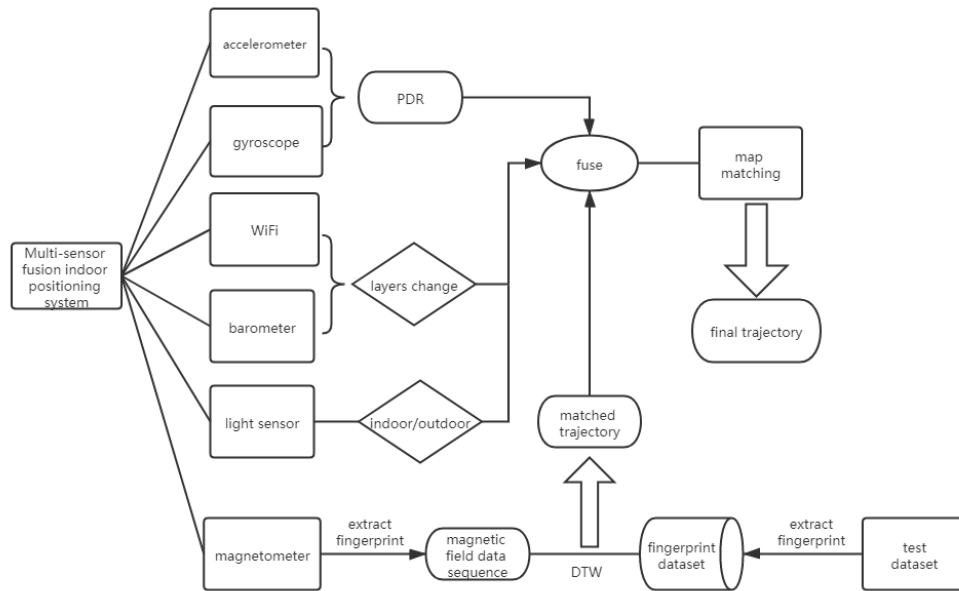 accelerometer
PDR
gyroscope
fuse
map
matching
WiFi
Multi-sensor
fusion indoor
positioning
system
layers change
barometer
final trajectory
light sensor
indoor/outdoor
matched
trajectory
magnetometer
extract
fingerprint
magnetic
field data
sequence
DTW
fingerprint
dataset
extract
fingerprint
test
dataset